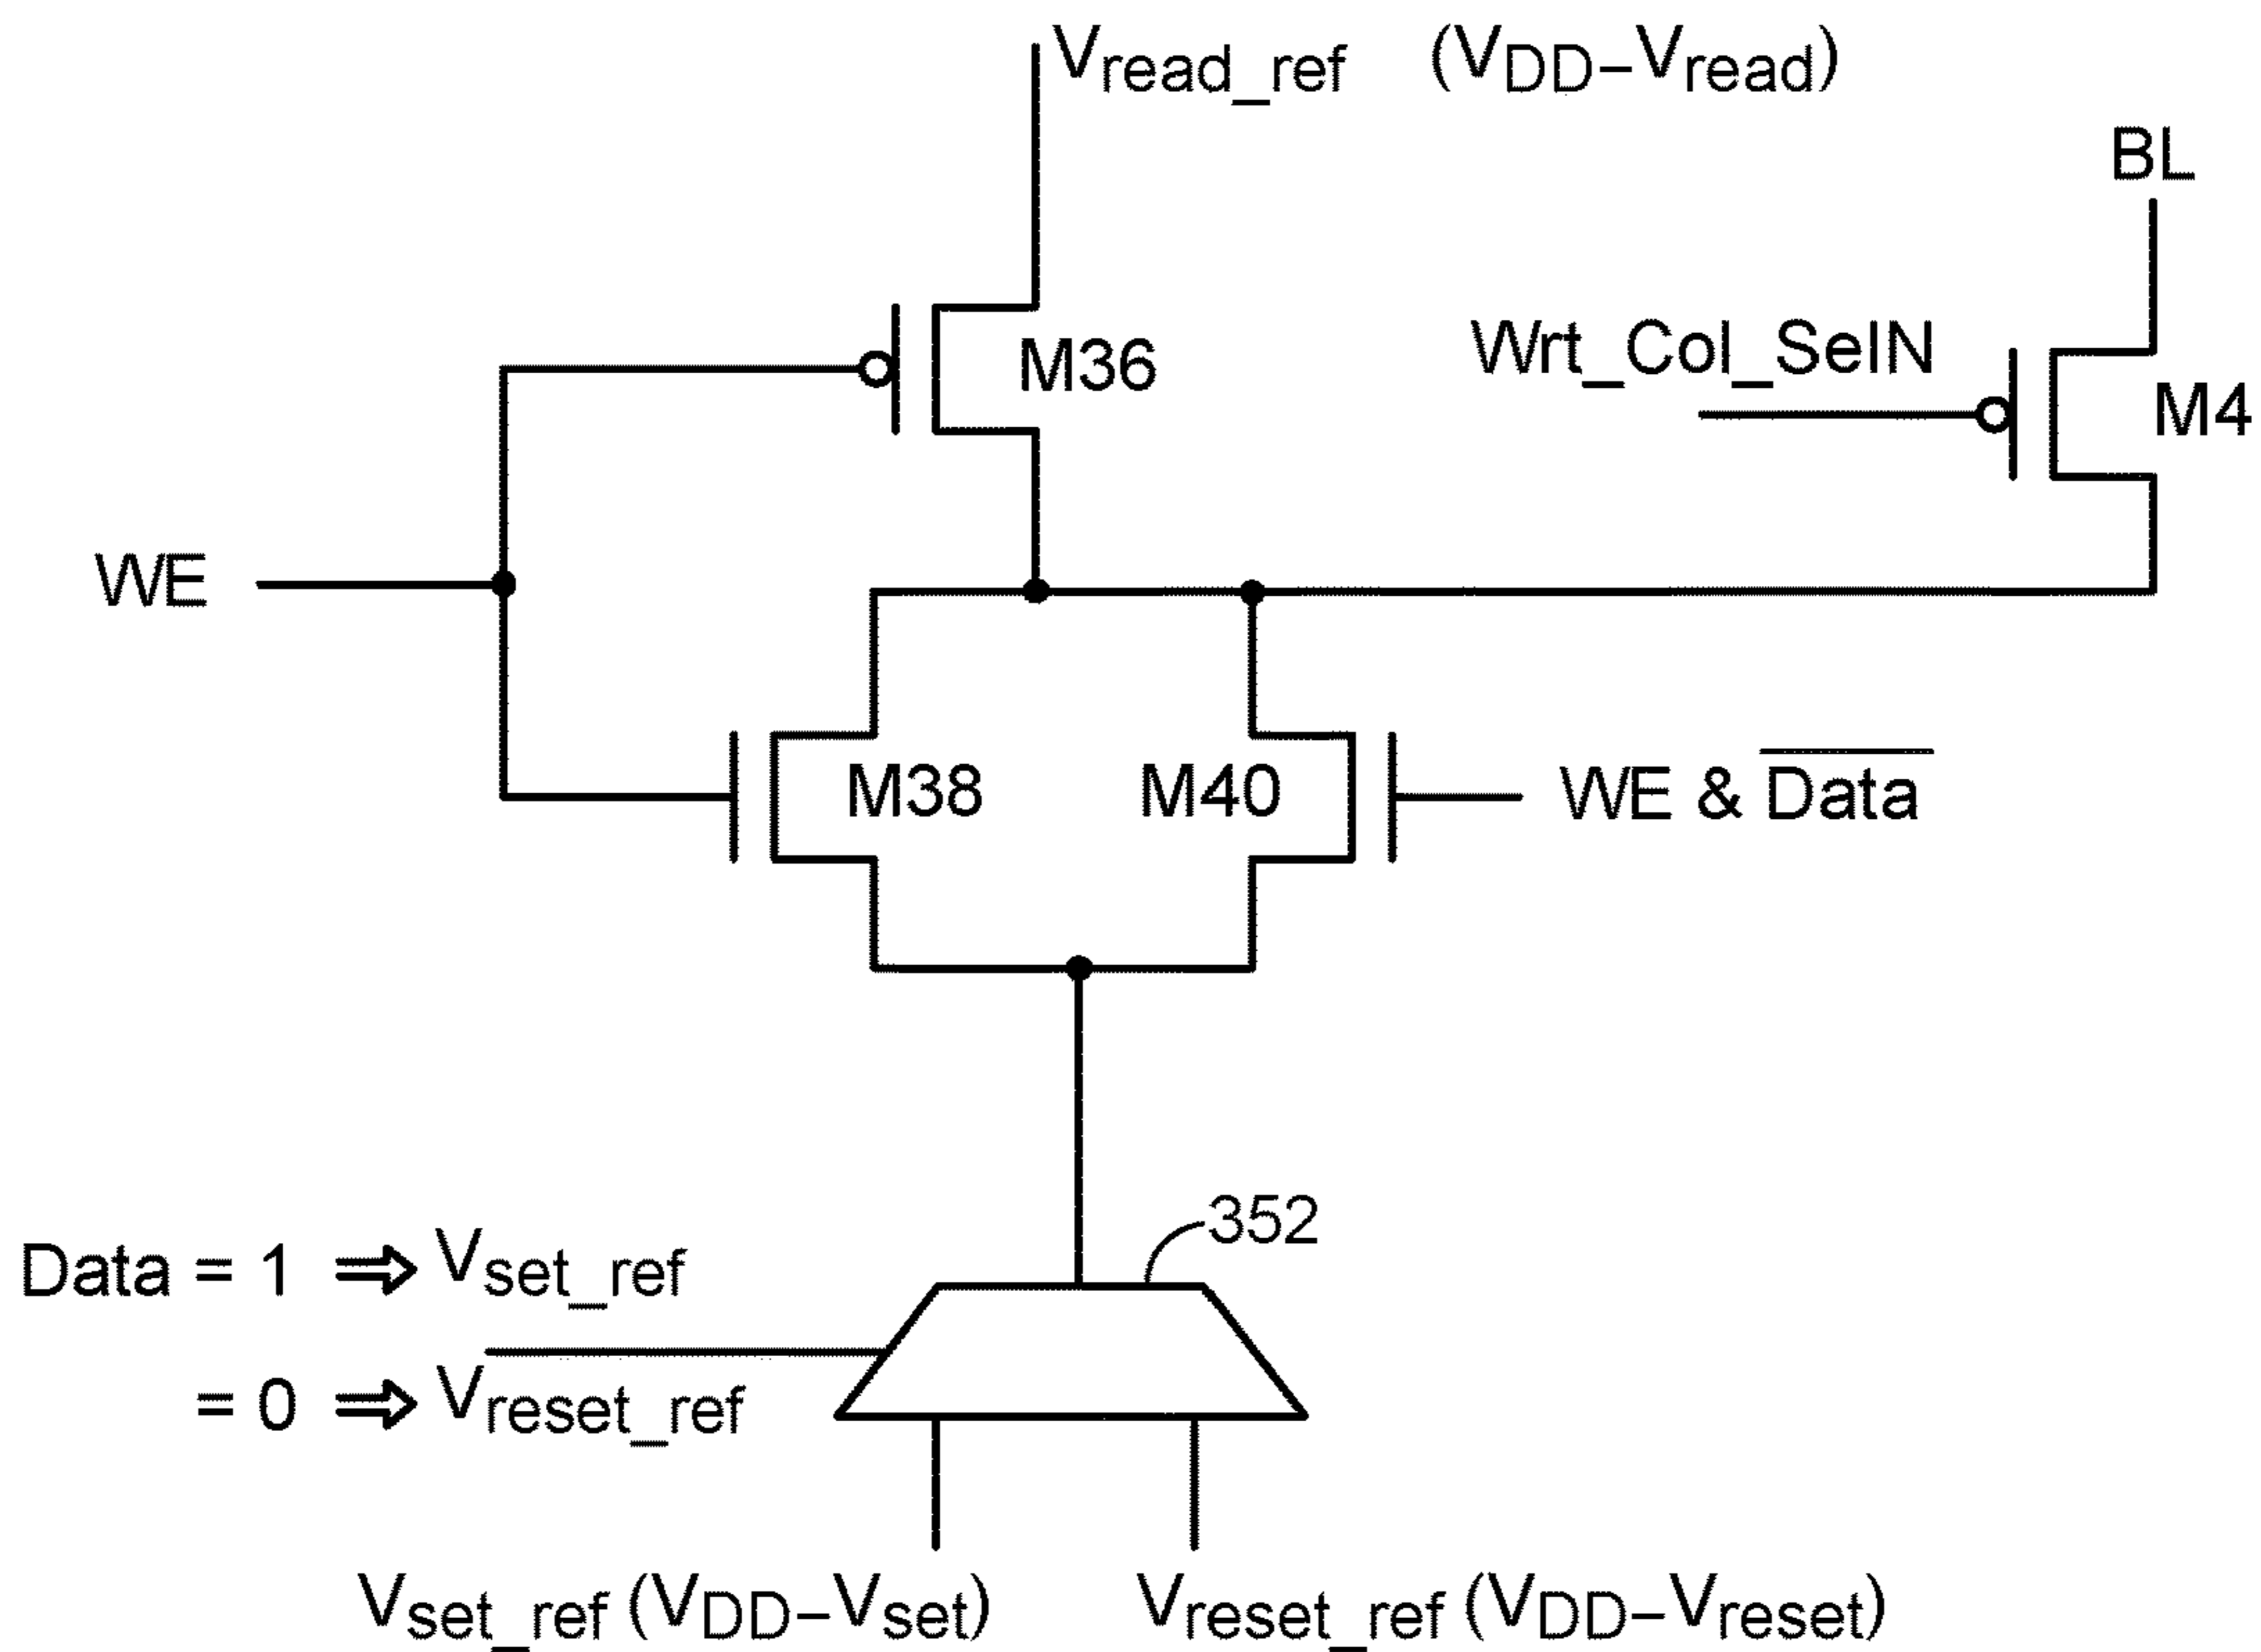 Vread_ref (VDD–Vread)
BL
Wrt_Col_SelN
M36
M4
WE
M38
M40
WE & D̅a̅t̅a̅
352
Data = 1 ⇒ Vset_ref
= 0 ⇒ Vreset_ref
Vset_ref (VDD–Vset)
Vreset_ref (VDD–Vreset)